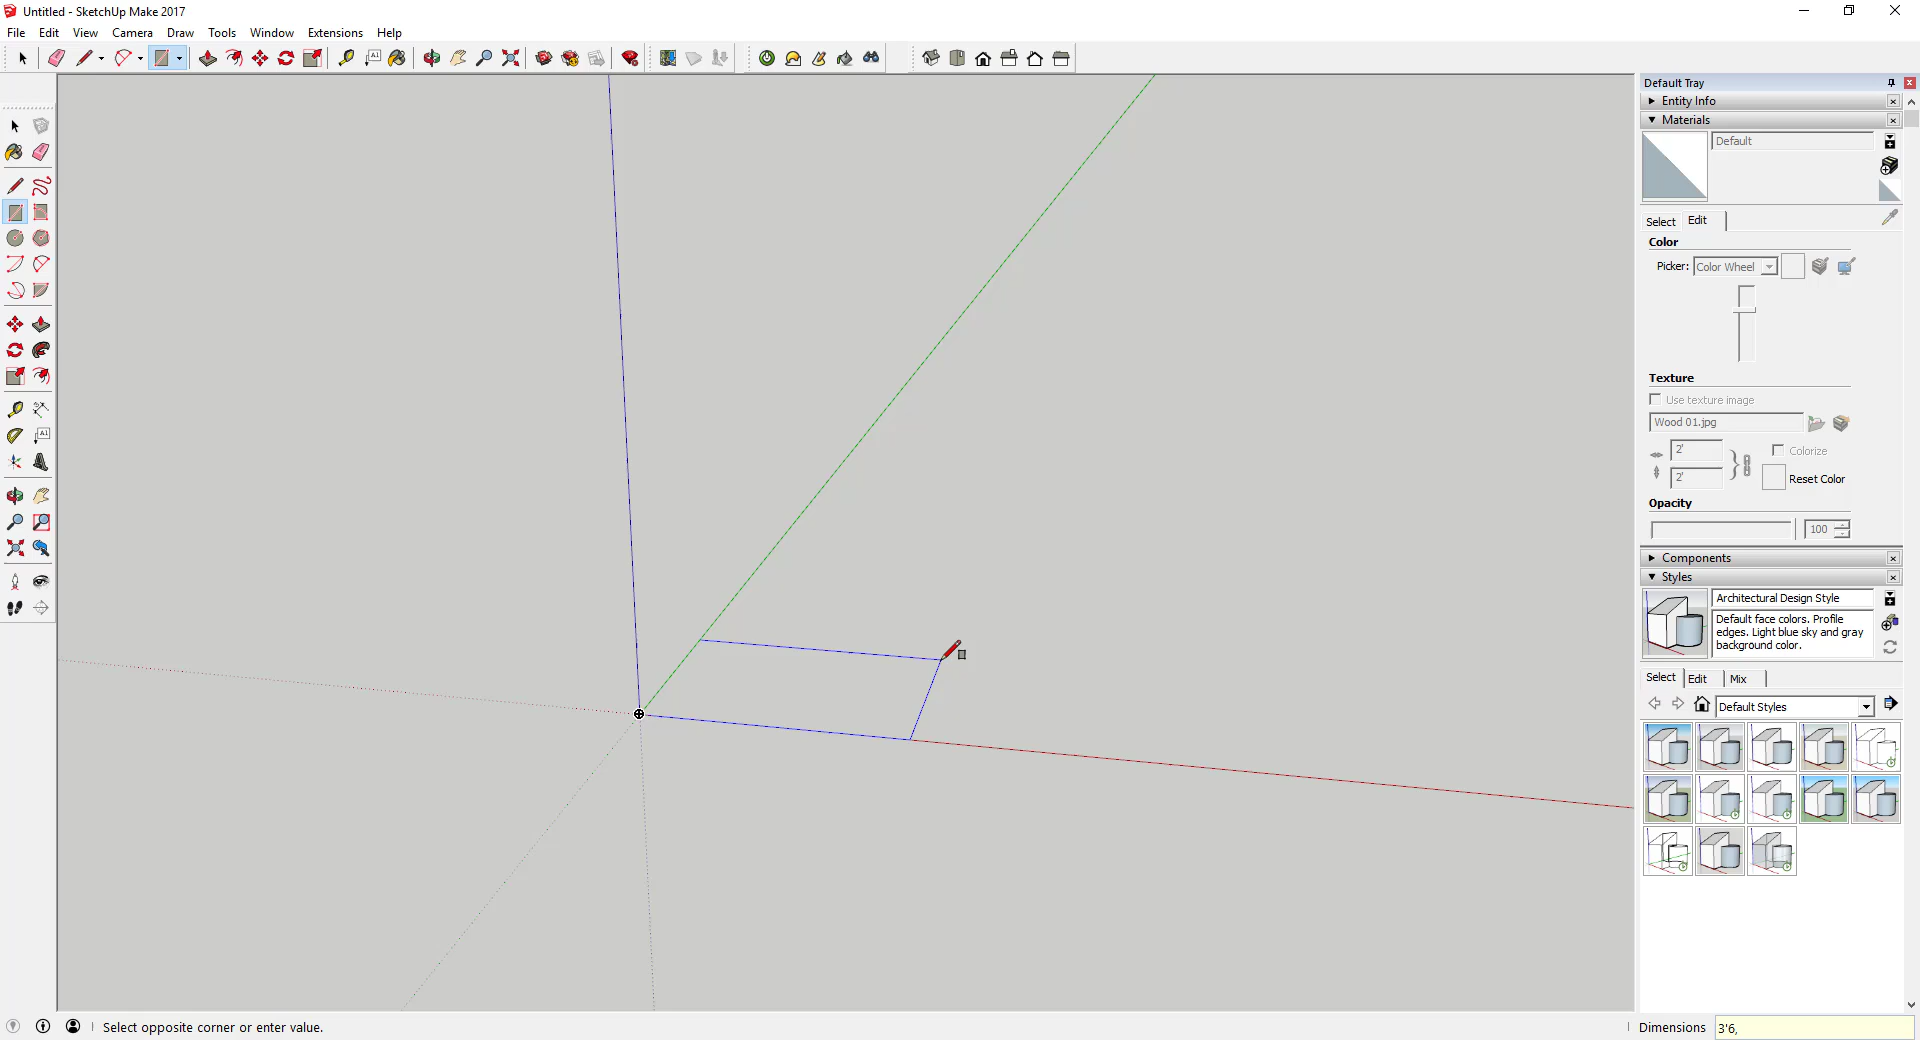 Untitled - SketchUp Make 2017
File Edit View Camera Draw Tools Window Extensions Help
A1
Default Tray
Entity Info
Materials
Default
Select Edit
Color
Picker: Color Wheel
Texture
Use texture image
Wood 01.jpg
2' Colorize
2' Reset Color
Opacity
100
Components
Styles
Architectural Design Style
Default face colors. Profile
edges. Light blue sky and gray
background color.
Select Edit Mix
Default Styles
A1
Select opposite corner or enter value.
Dimensions 3'6,